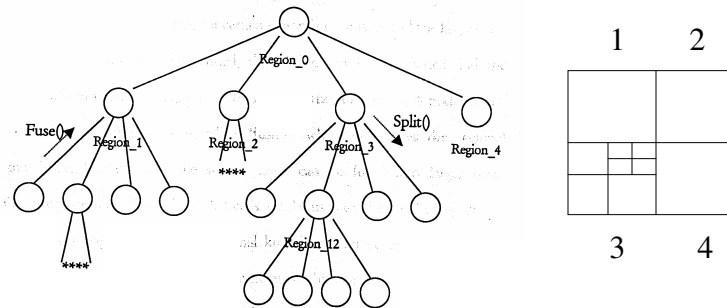 Region_0
1 2
Fuse()
Region_1
Region_2
****
Region_3
Split()
Region_4
****
Region_12
3 4